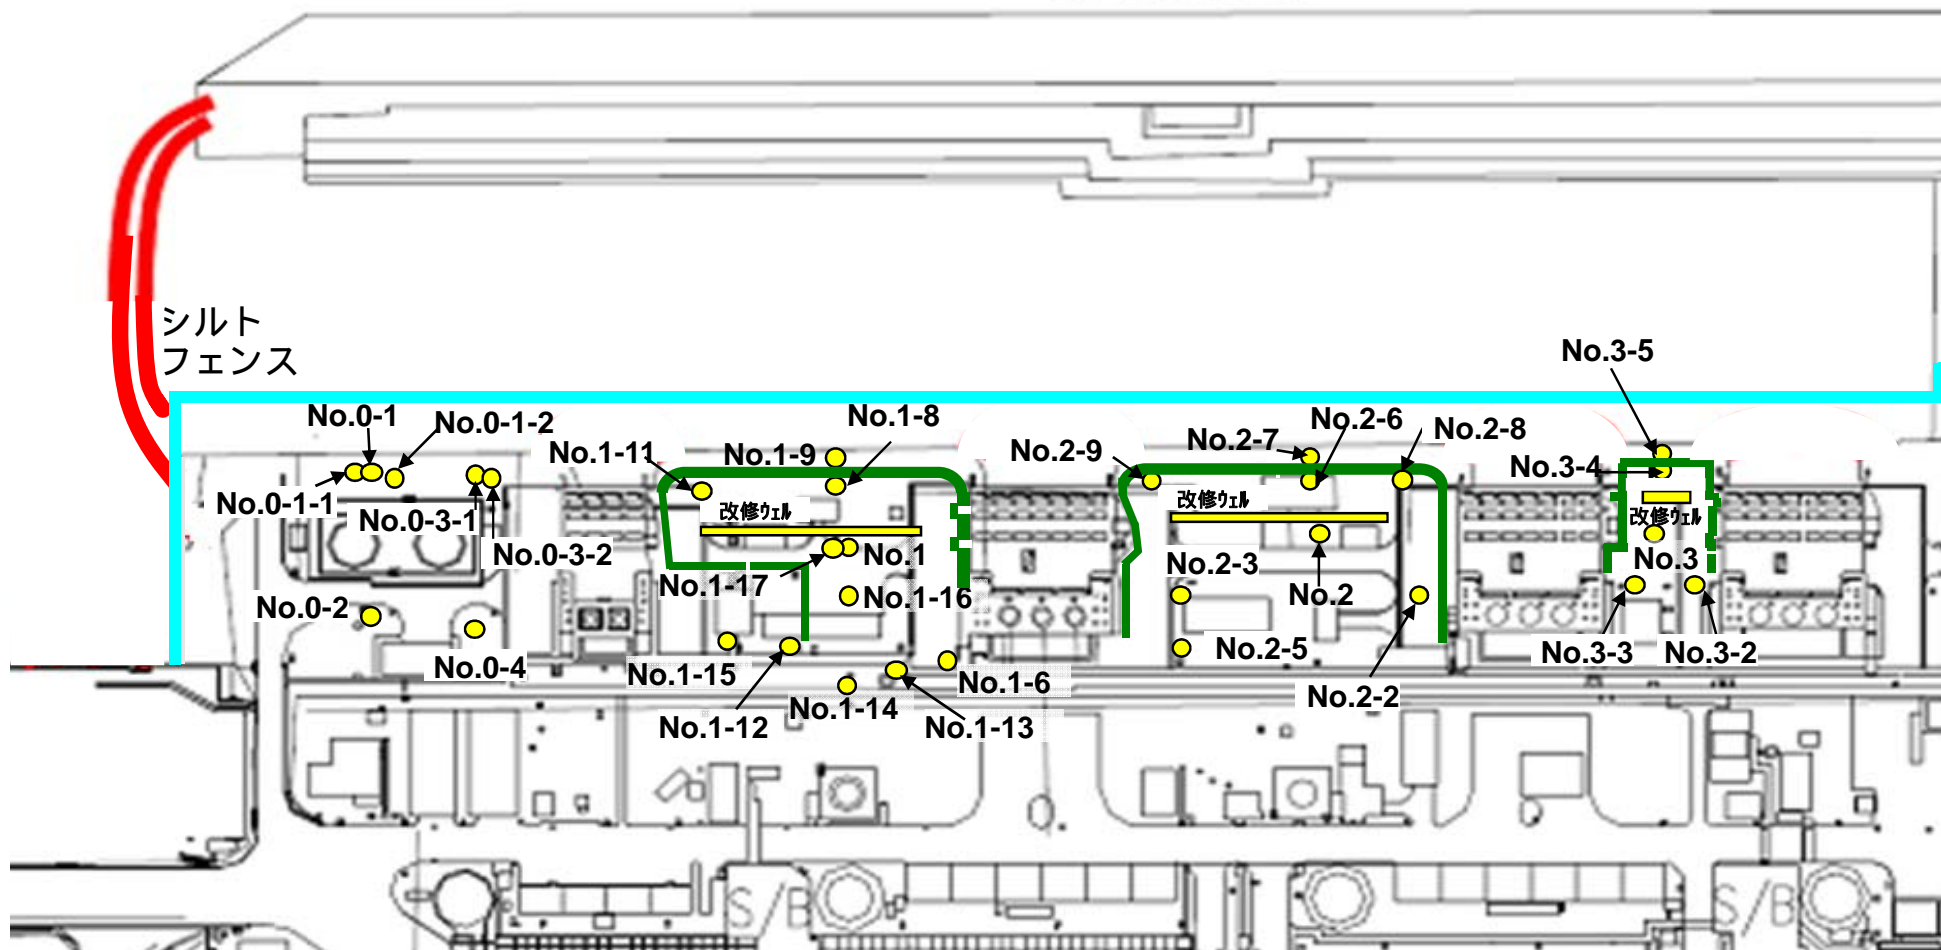 シルト
フェンス
No.3-5
No.0-1
No.0-1-2
No.1-8
No.2-6
No.2-8
No.1-11
No.1-9
No.2-9
No.2-7
No.3-4
No.0-1-1
No.0-3-1
改修ｳｪﾙ
改修ｳｪﾙ
改修ｳｪﾙ
No.0-3-2
No.1
No.2-3
No.3
No.1-17
No.1-16
No.2
No.0-2
No.0-4
No.1-15
No.1-6
No.2-5
No.3-3
No.3-2
No.1-12
No.1-14
No.1-13
No.2-2
S/B
S/B